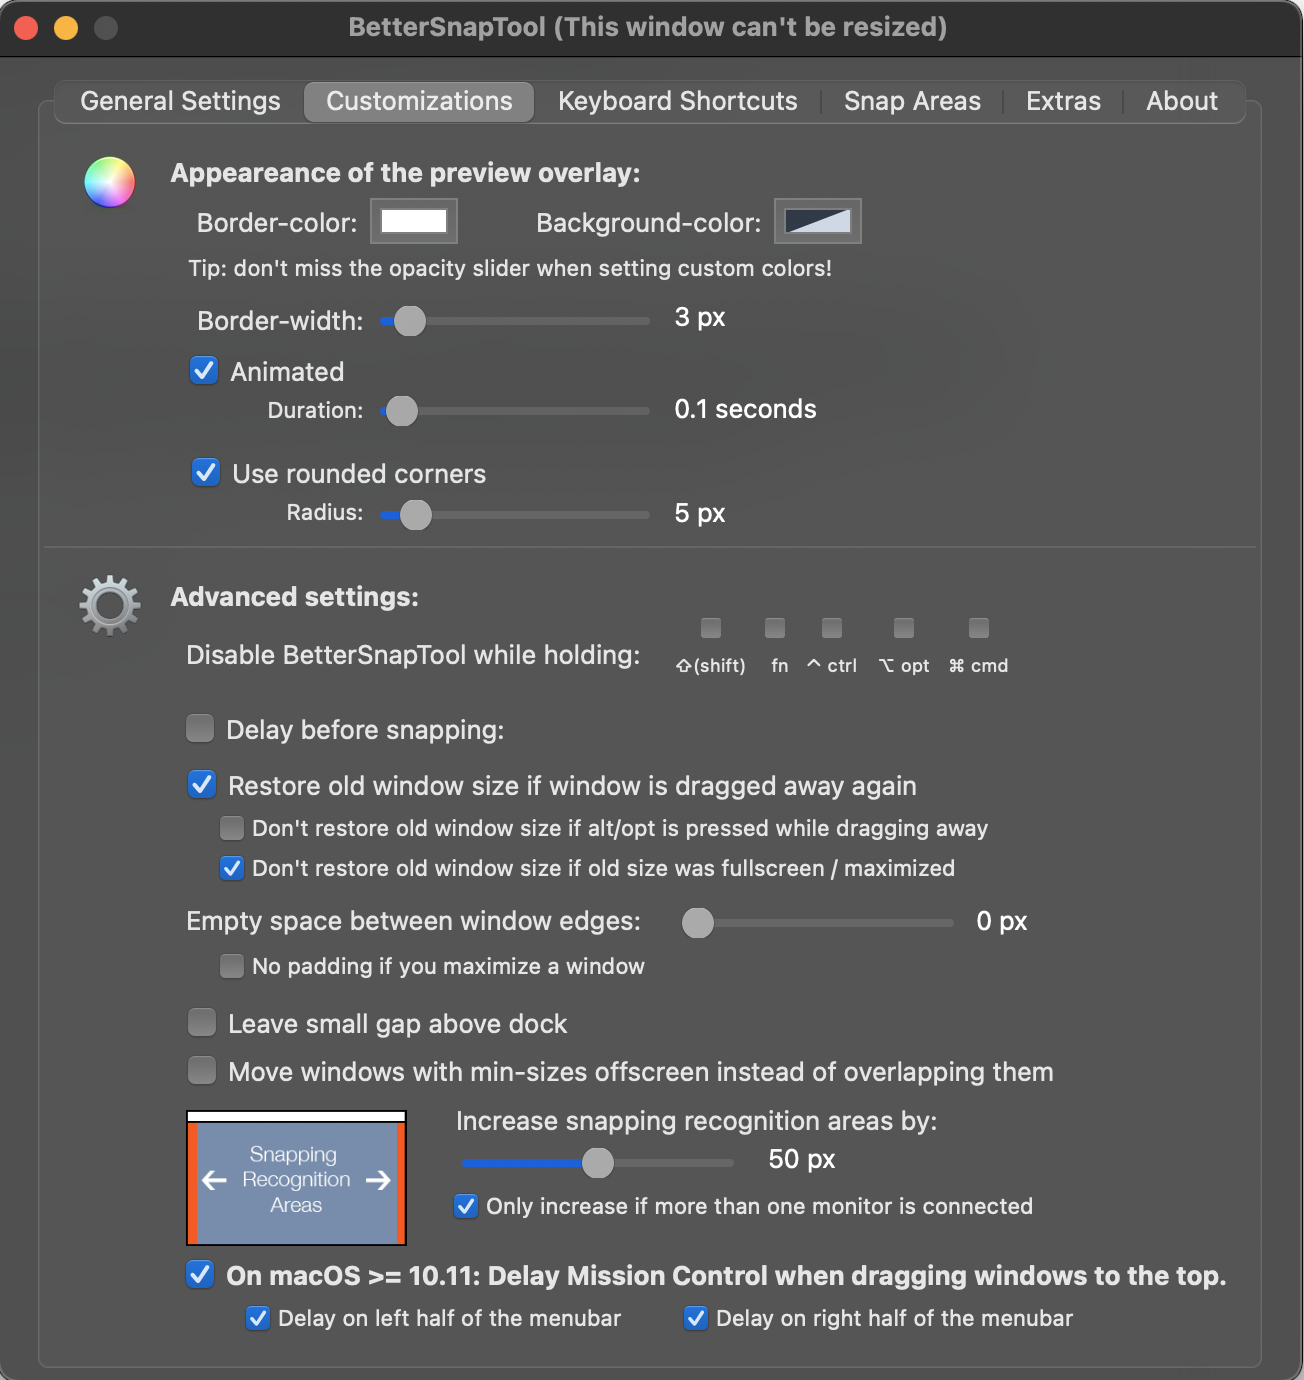 BetterSnapTool (This window can't be resized)
General Settings Customizations Keyboard Shortcuts Snap Areas Extras About
Appeareance of the preview overlay:
Border-color: Background-color:
Tip: don't miss the opacity slider when setting custom colors!
Border-width: 3 px
Animated
Duration: 0.1 seconds
Use rounded corners
Radius: 5 px
Advanced settings:
Disable BetterSnapTool while holding:
⇧(shift) fn ^ ctrl ⌥ opt ⌘ cmd
Delay before snapping:
Restore old window size if window is dragged away again
Don't restore old window size if alt/opt is pressed while dragging away
Don't restore old window size if old size was fullscreen / maximized
Empty space between window edges: 0 px
No padding if you maximize a window
Leave small gap above dock
Move windows with min-sizes offscreen instead of overlapping them
Snapping
Recognition
Areas
Increase snapping recognition areas by:
50 px
Only increase if more than one monitor is connected
On macOS >= 10.11: Delay Mission Control when dragging windows to the top.
Delay on left half of the menubar Delay on right half of the menubar